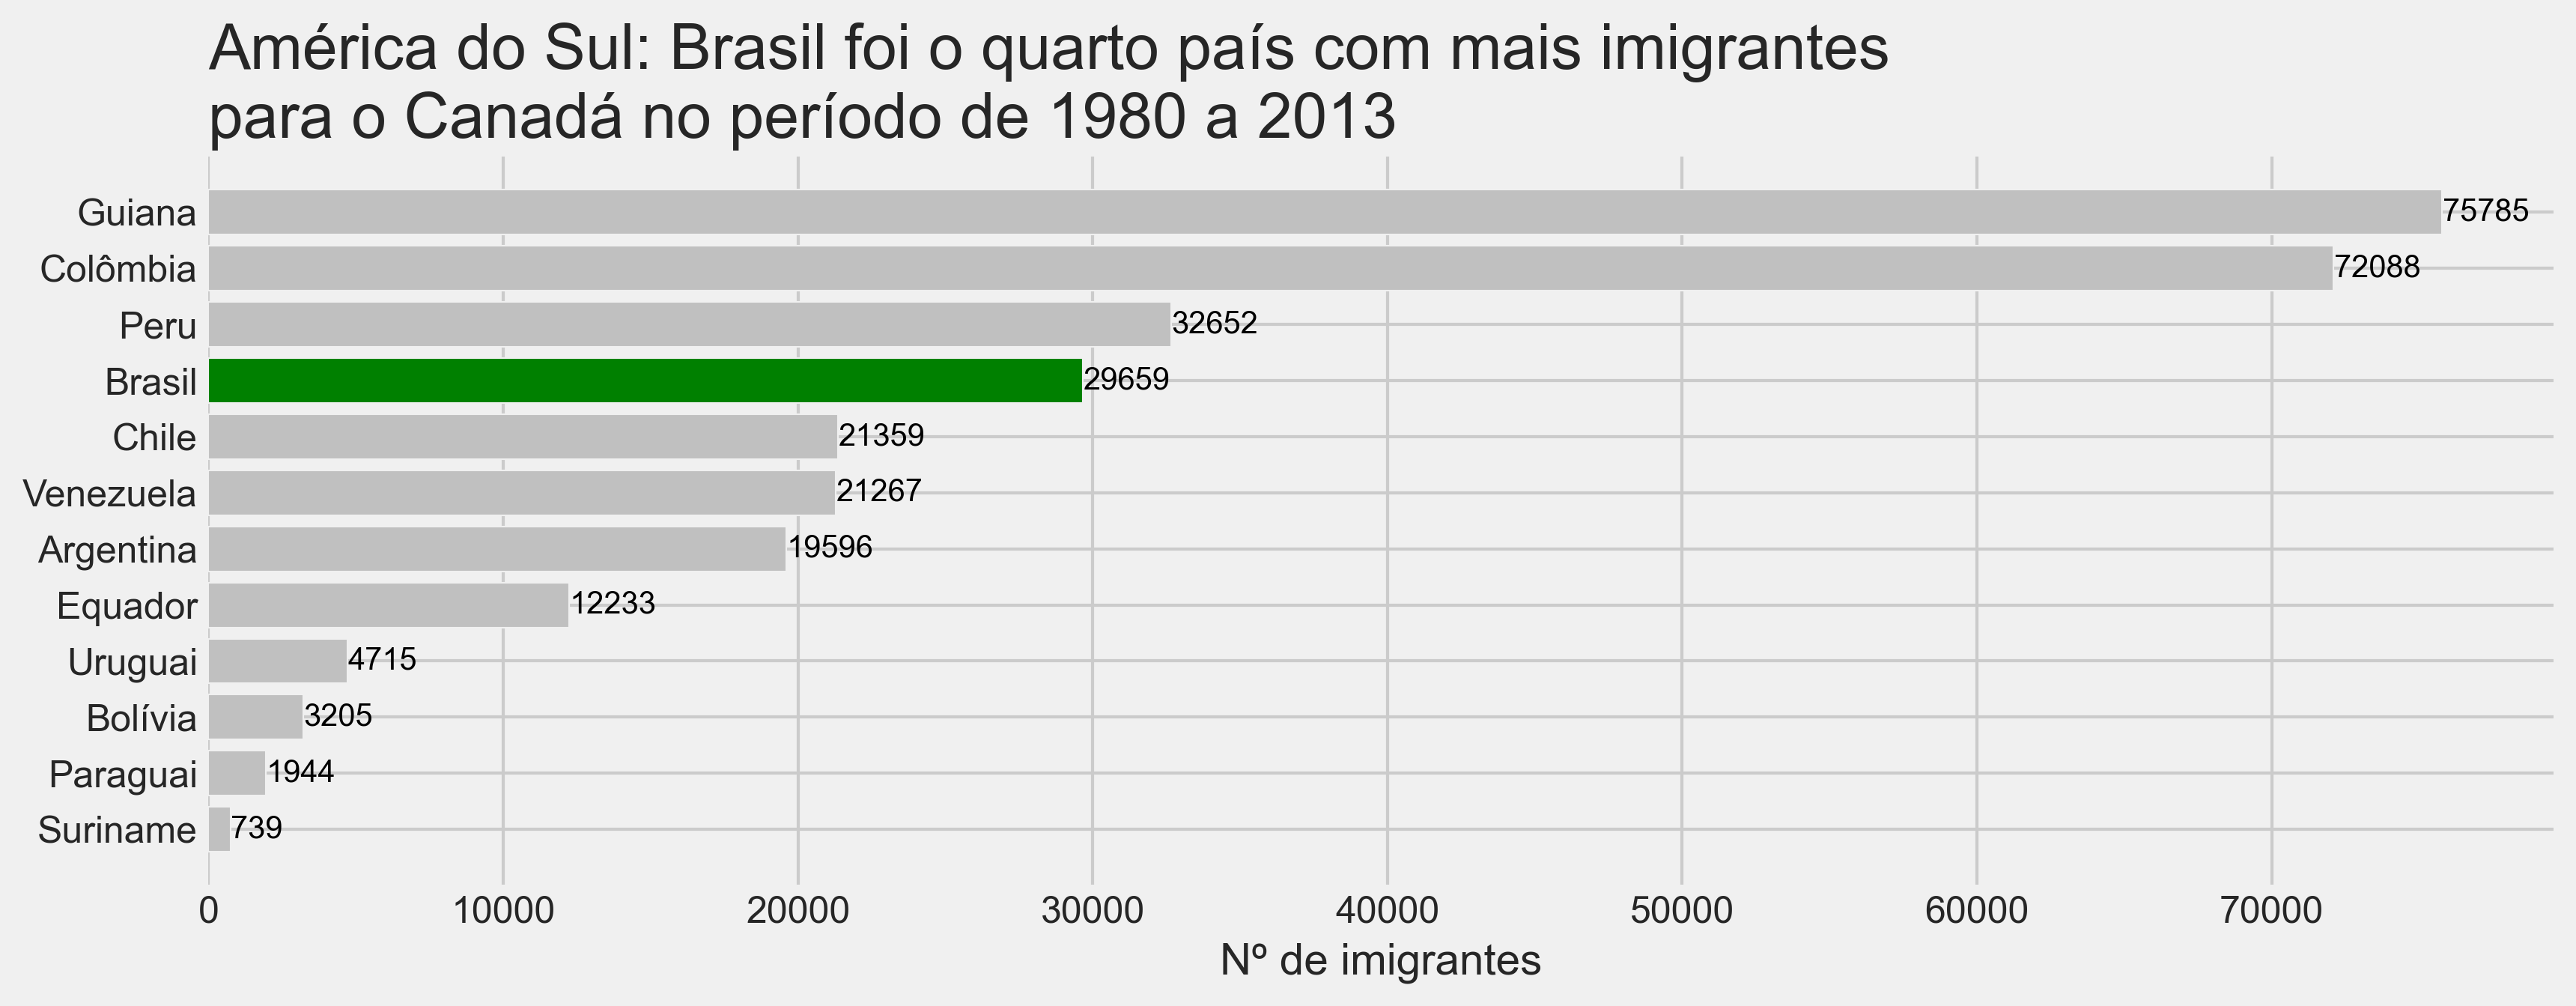 América do Sul: Brasil foi o quarto país com mais imigrantes
para o Canadá no período de 1980 a 2013
Guiana 75785
Colômbia 72088
Peru 32652
Brasil 29659
Chile 21359
Venezuela 21267
Argentina 19596
Equador 12233
Uruguai 4715
Bolívia 3205
Paraguai 1944
Suriname 739
0 10000 20000 30000 40000 50000 60000 70000
Nº de imigrantes